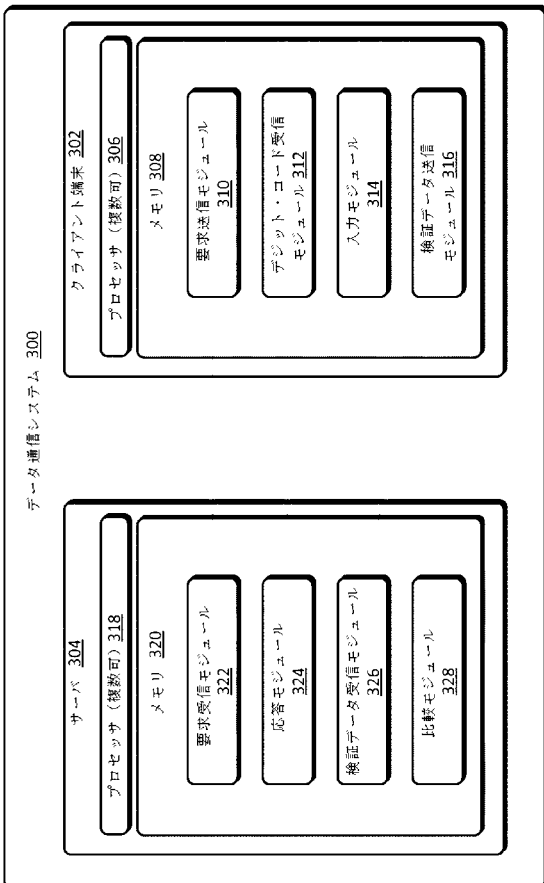 データ通信システム 300
サーバ 304
プロセッサ (複数可) 318
メモリ 320
要求受信モジュール
322
応答モジュール
324
検証データ受信モジュール
326
比較モジュール
328
クライアント端末 302
プロセッサ (複数可) 306
メモリ 308
要求送信モジュール
310
デジット・コード受信
モジュール 312
入力モジュール
314
検証データ送信
モジュール 316